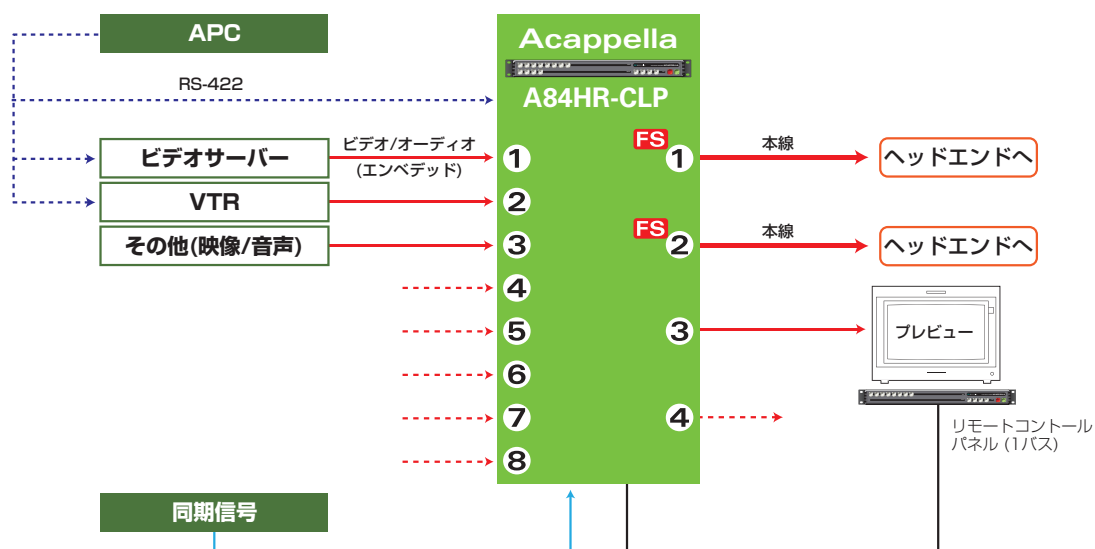 APC
RS-422
ビデオサーバー
VTR
その他(映像/音声)
ビデオ/オーディオ
(エンベデッド)
Acappella
A84HR-CLP
1
2
3
4
5
6
7
8
FS
1
FS
2
3
4
本線
ヘッドエンドへ
本線
ヘッドエンドへ
プレビュー
リモートコントロール
パネル (1バス)
同期信号